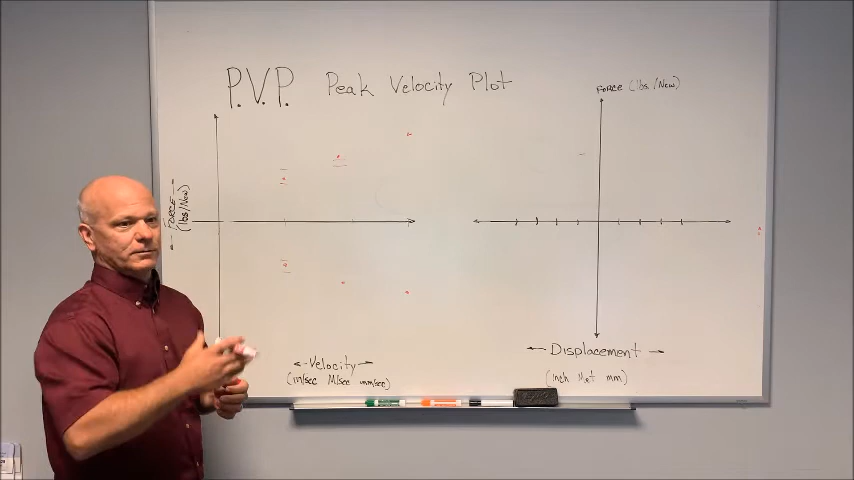 P.V.P. Peak Velocity Plot
FORCE
(lbs/New)
Velocity
(in/sec M/sec mm/sec)
FORCE (lbs./New)
Displacement
(inch mm)